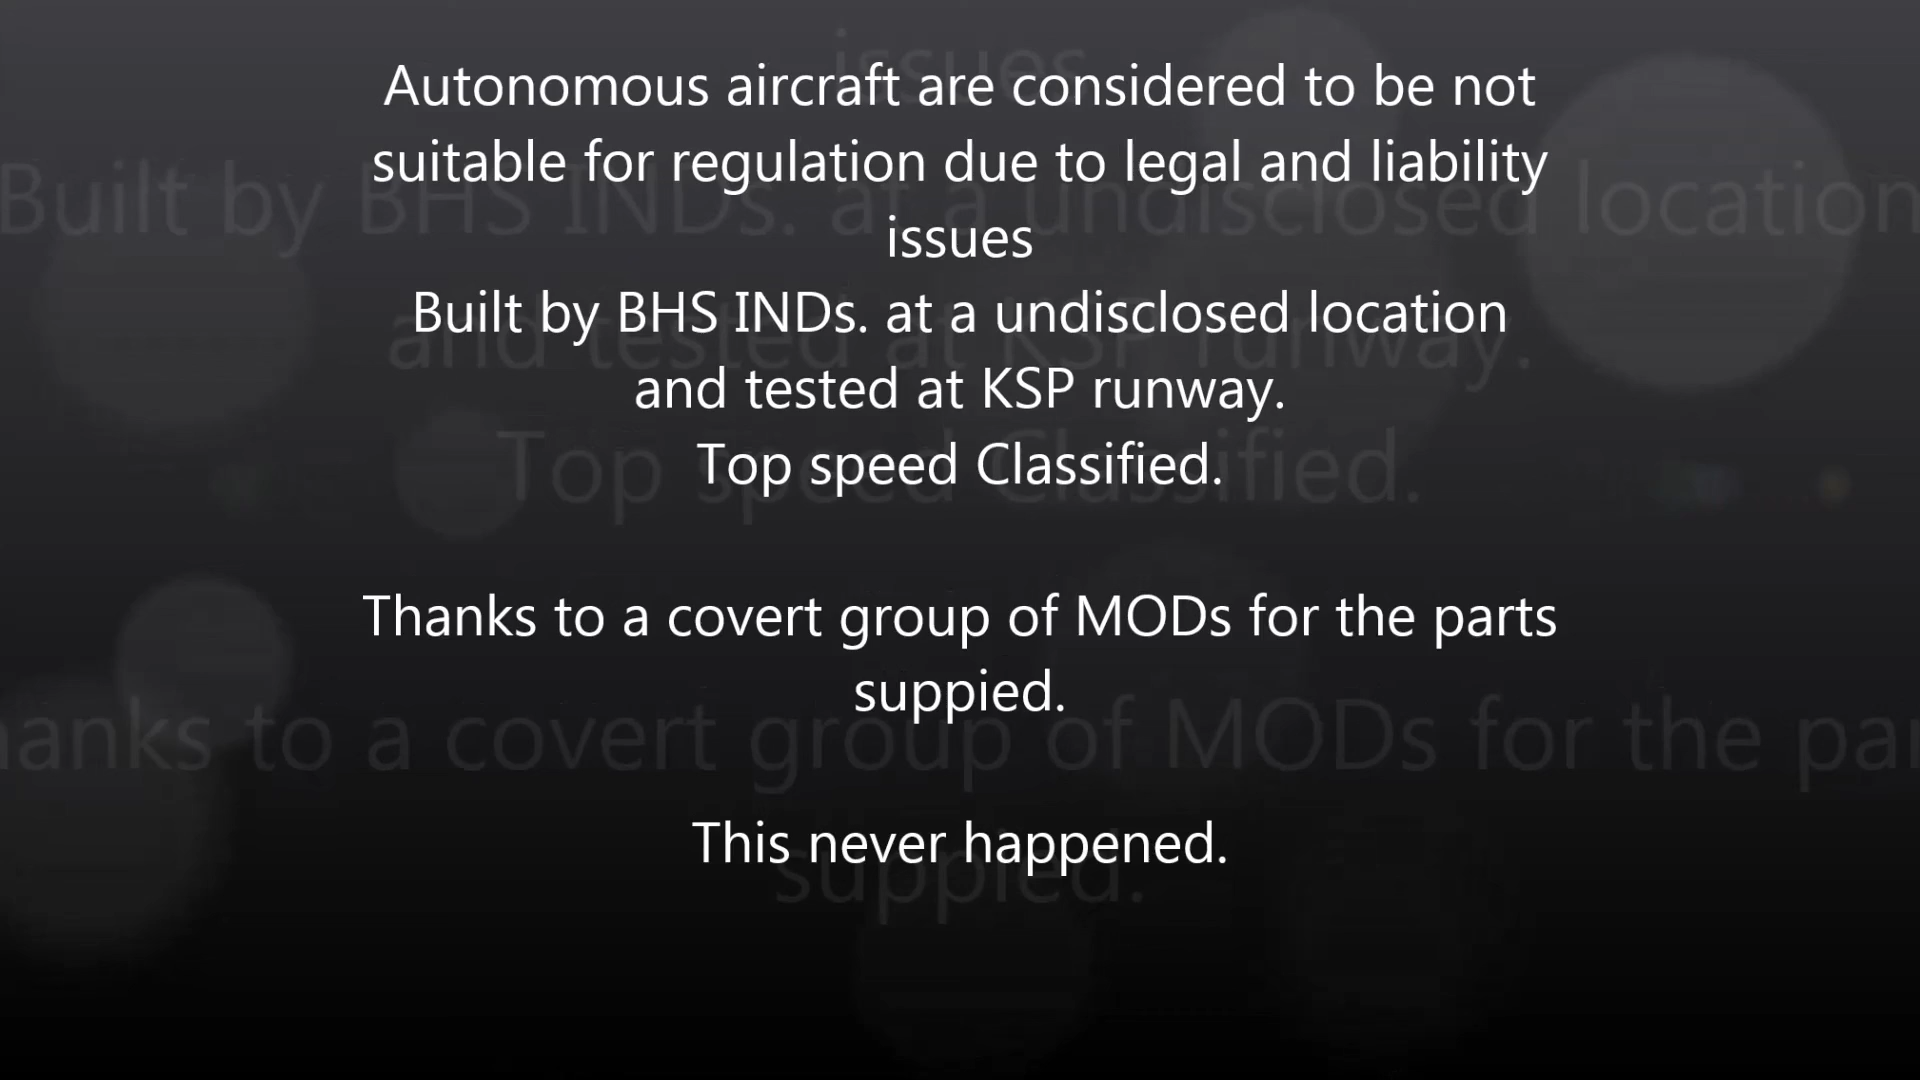 Autonomous aircraft are considered to be not
suitable for regulation due to legal and liability
issues
Built by BHS INDs. at a undisclosed location
and tested at KSP runway.
Top speed Classified.
Thanks to a covert group of MODs for the parts
suppied.
This never happened.